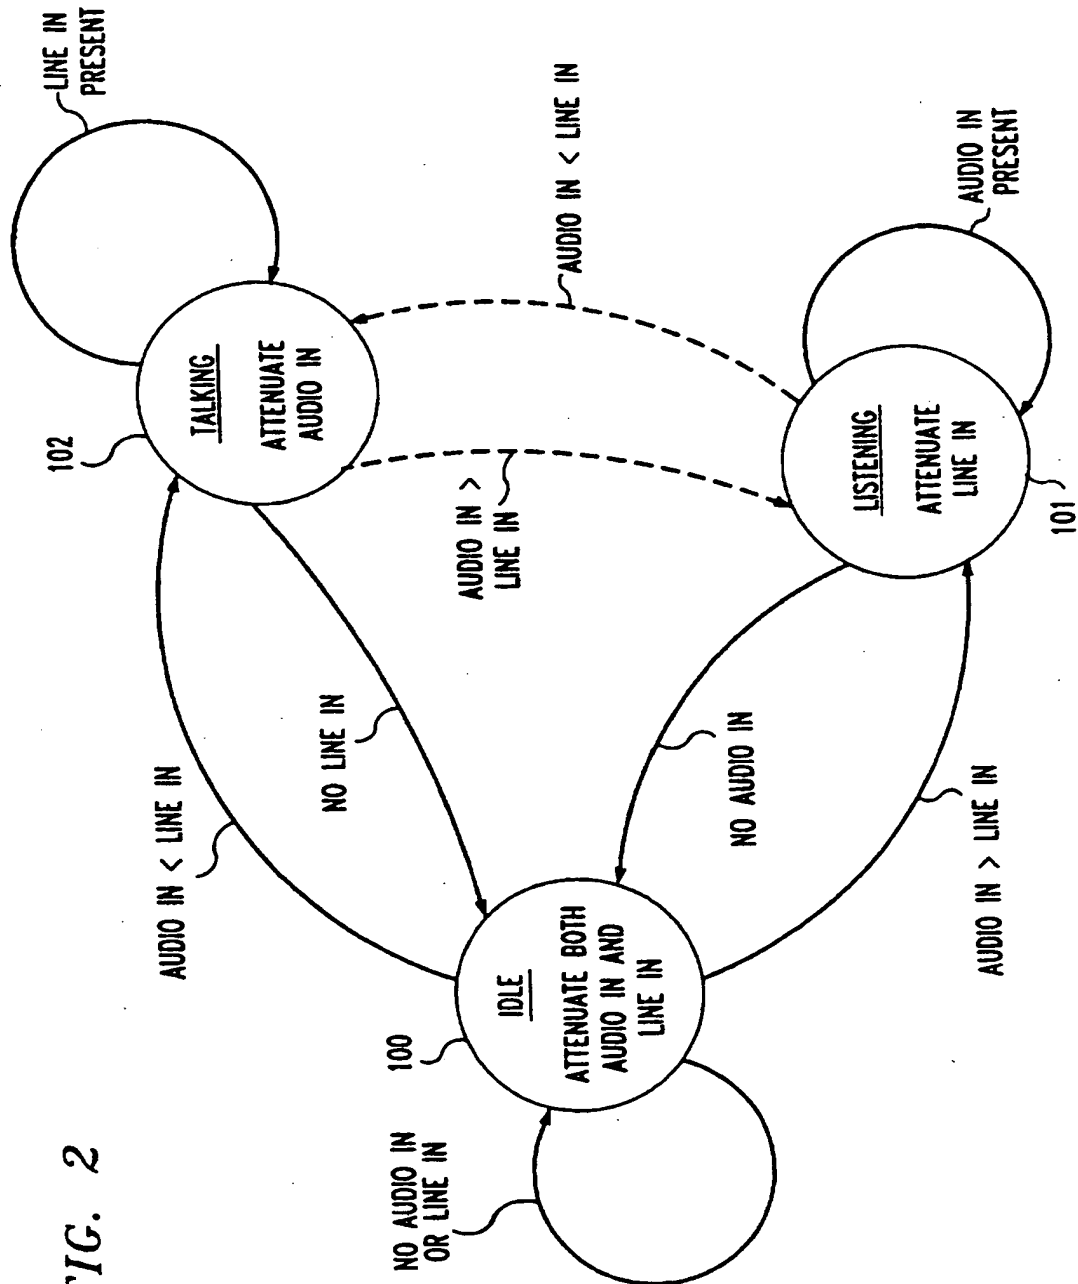 FIG. 2
102
LINE IN
PRESENT
AUDIO IN < LINE IN
TALKING
ATTENUATE
AUDIO IN
NO LINE IN
NO AUDIO IN
OR LINE IN
100
AUDIO IN >
LINE IN
IDLE
ATTENUATE BOTH
AUDIO IN AND
LINE IN
AUDIO IN < LINE IN
NO AUDIO IN
LISTENING
ATTENUATE
LINE IN
AUDIO IN
PRESENT
AUDIO IN > LINE IN
101